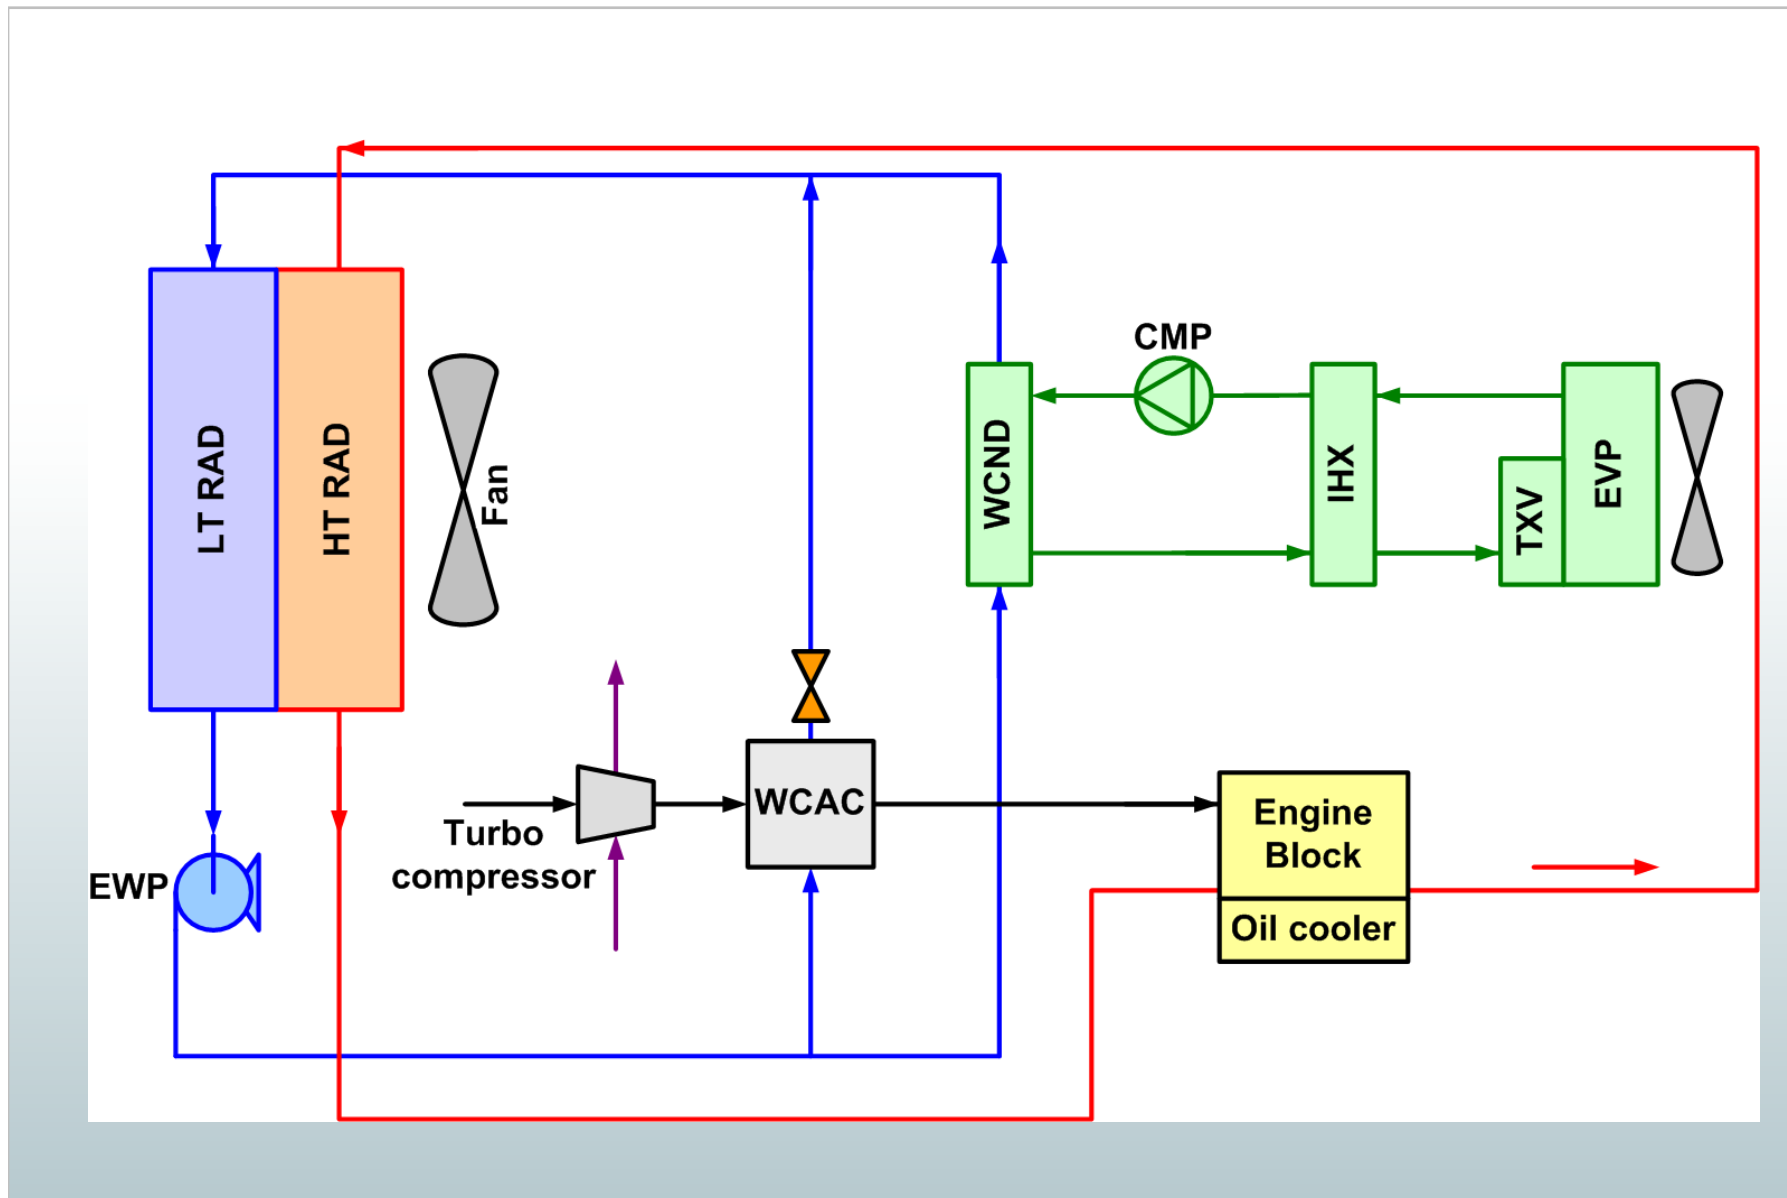 CMP
LT RAD
HT RAD
Fan
WCND
IHX
TXV
EVP
WCAC
Turbo
compressor
EWP
Engine
Block
Oil cooler